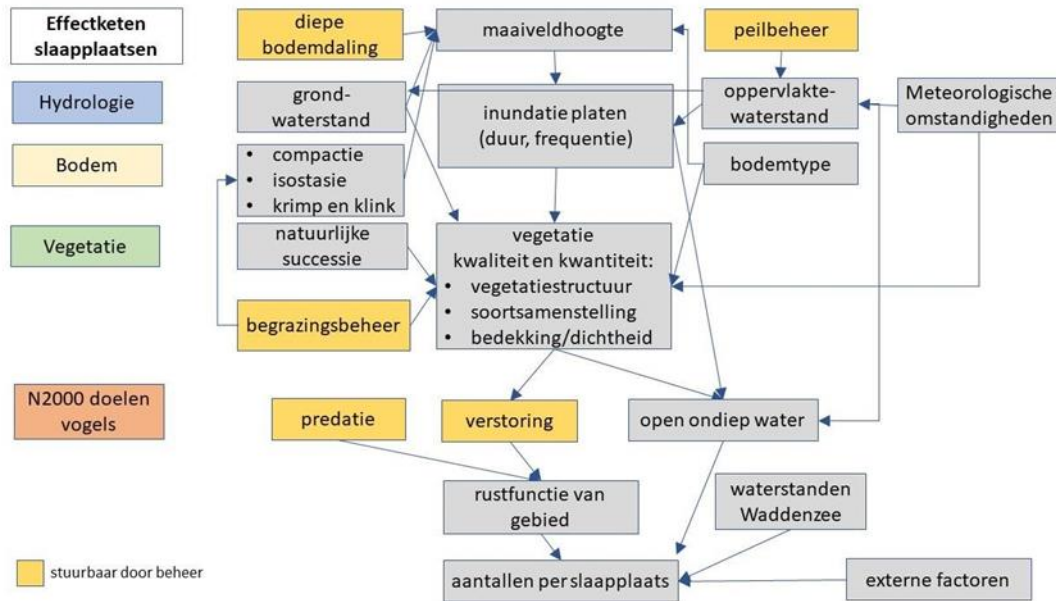 Effectketen
slaapplaatsen
Hydrologie
Bodem
Vegetatie
N2000 doelen
vogels
stuurbaar door beheer
diepe
bodemdaling
maaiveldhoogte
peilbeheer
grond-
waterstand
inundatie platen
(duur, frequentie)
oppervlakte-
waterstand
Meteorologische
omstandigheden
• compactie
• isostasie
• krimp en klink
bodemtype
natuurlijke
successie
vegetatie
kwaliteit en kwantiteit:
• vegetatiestructuur
• soortsamenstelling
• bedekking/dichtheid
begrazingsbeheer
predatie
verstoring
open ondiep water
rustfunctie van
gebied
waterstanden
Waddenzee
aantallen per slaapplaats
externe factoren